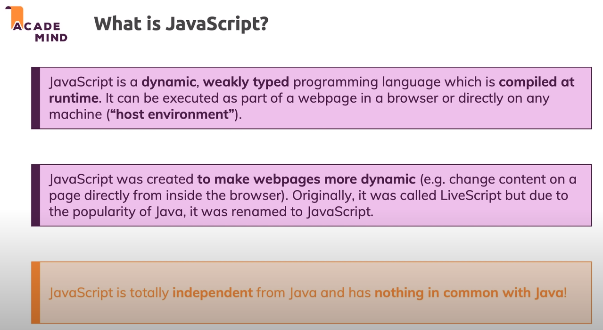 ACADE
MIND
What is JavaScript?
JavaScript is a dynamic, weakly typed programming language which is compiled at
runtime. It can be executed as part of a webpage in a browser or directly on any
machine (“host environment”).
JavaScript was created to make webpages more dynamic (e.g. change content on a
page directly from inside the browser). Originally, it was called LiveScript but due to
the popularity of Java, it was renamed to JavaScript.
JavaScript is totally independent from Java and has nothing in common with Java!